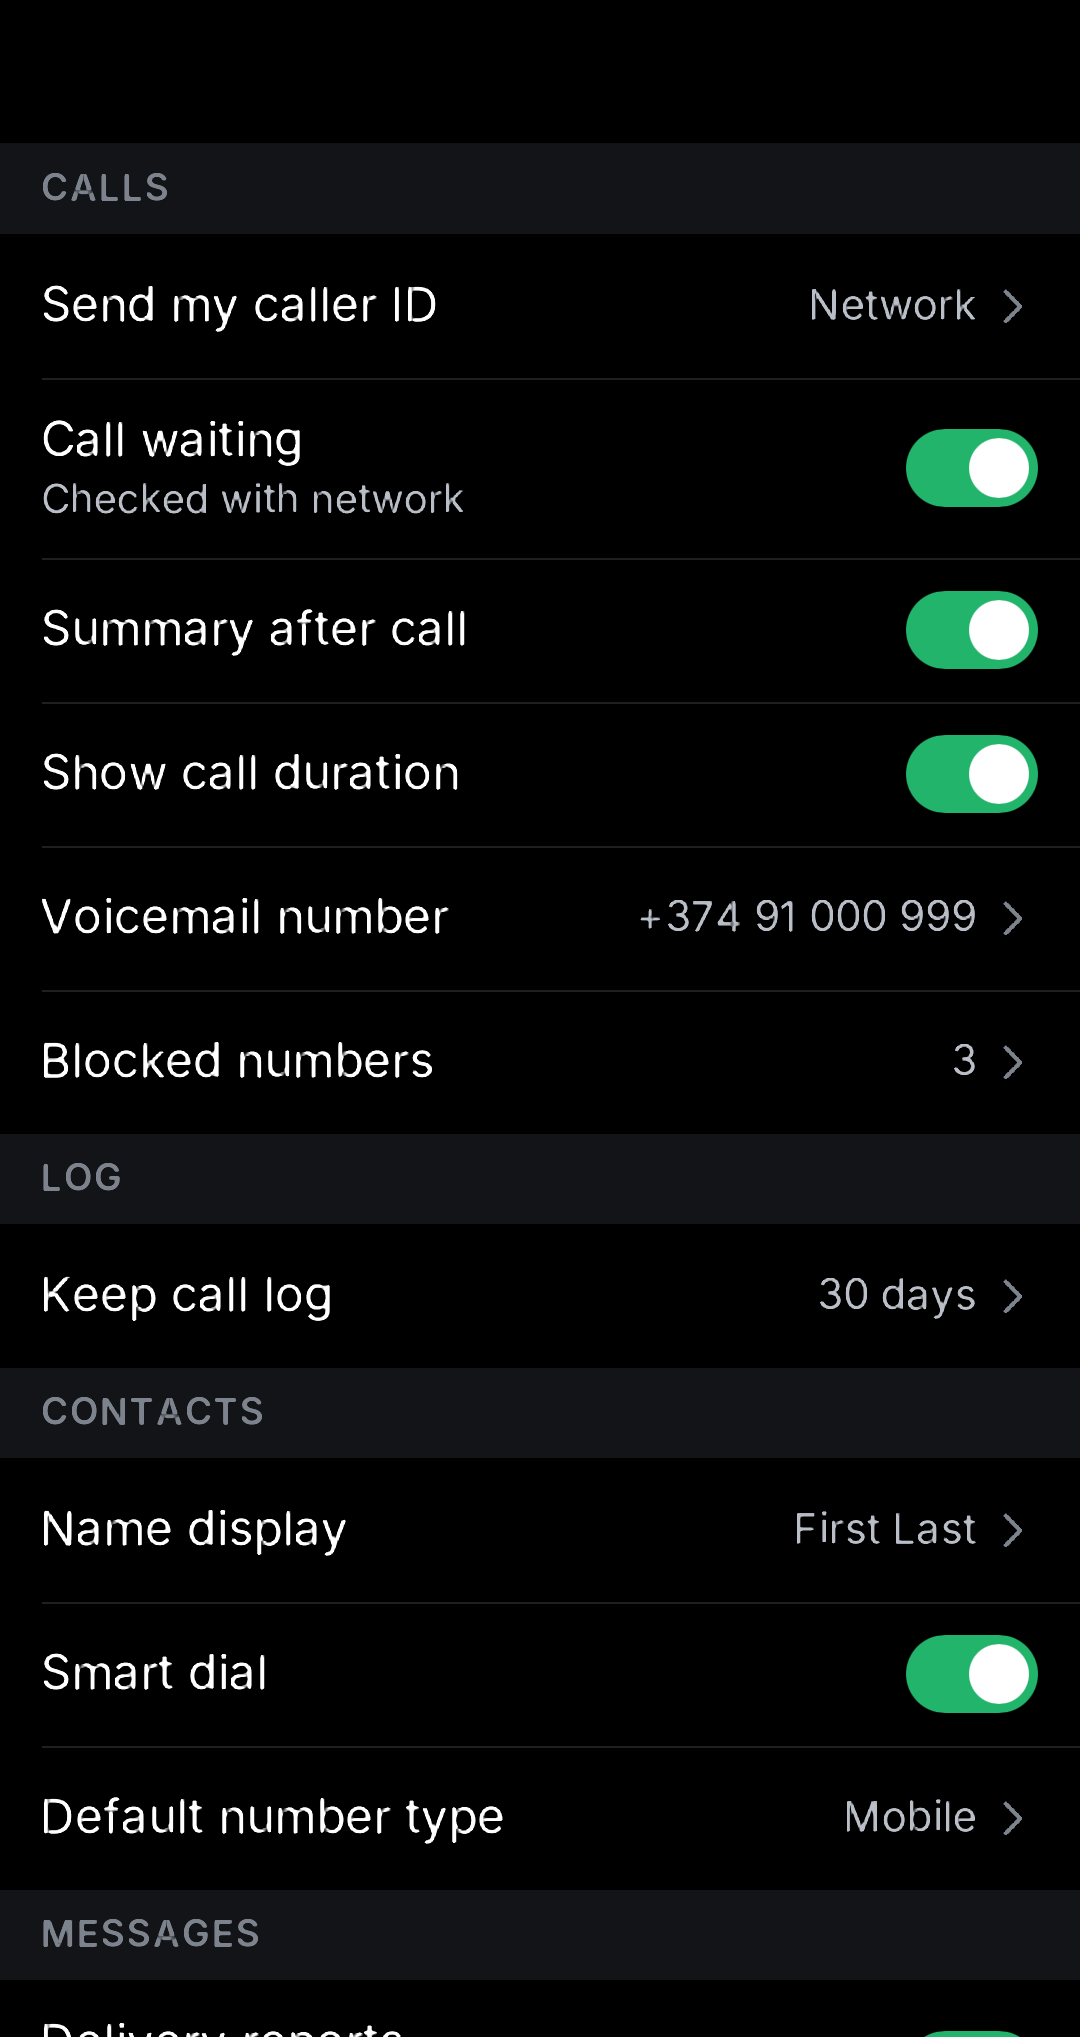 CALLS
Send my caller ID Network
Call waiting
Checked with network
Summary after call
Show call duration
Voicemail number +374 91 000 999
Blocked numbers 3
LOG
Keep call log 30 days
CONTACTS
Name display First Last
Smart dial
Default number type Mobile
MESSAGES
Delivery reports